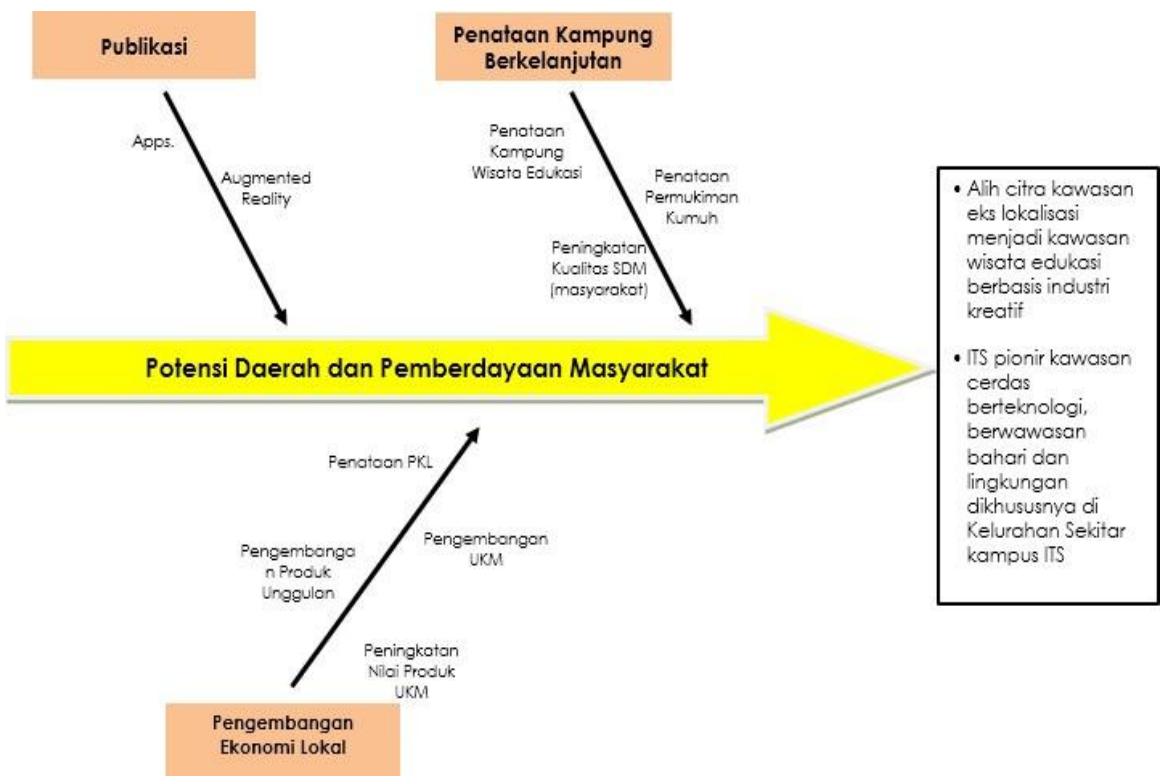 Publikasi
Penataan Kampung
Berkelanjutan
Apps.
Augmented
Reality
Penataan
Kampung
Wisata Edukasi
Penataan
Permukiman
Kumuh
Peningkatan
Kualitas SDM
(masyarakat)
Potensi Daerah dan Pemberdayaan Masyarakat
• Alih citra kawasan
eks lokalisasi
menjadi kawasan
wisata edukasi
berbasis industri
kreatif
• ITS pionir kawasan
cerdas
berteknologi,
berwawasan
bahari dan
lingkungan
dikhususnya di
Kelurahan Sekitar
kampus ITS
Penataan PKL
Pengembanga
n Produk
Unggulan
Pengembangan
UKM
Peningkatan
Nilai Produk
UKM
Pengembangan
Ekonomi Lokal